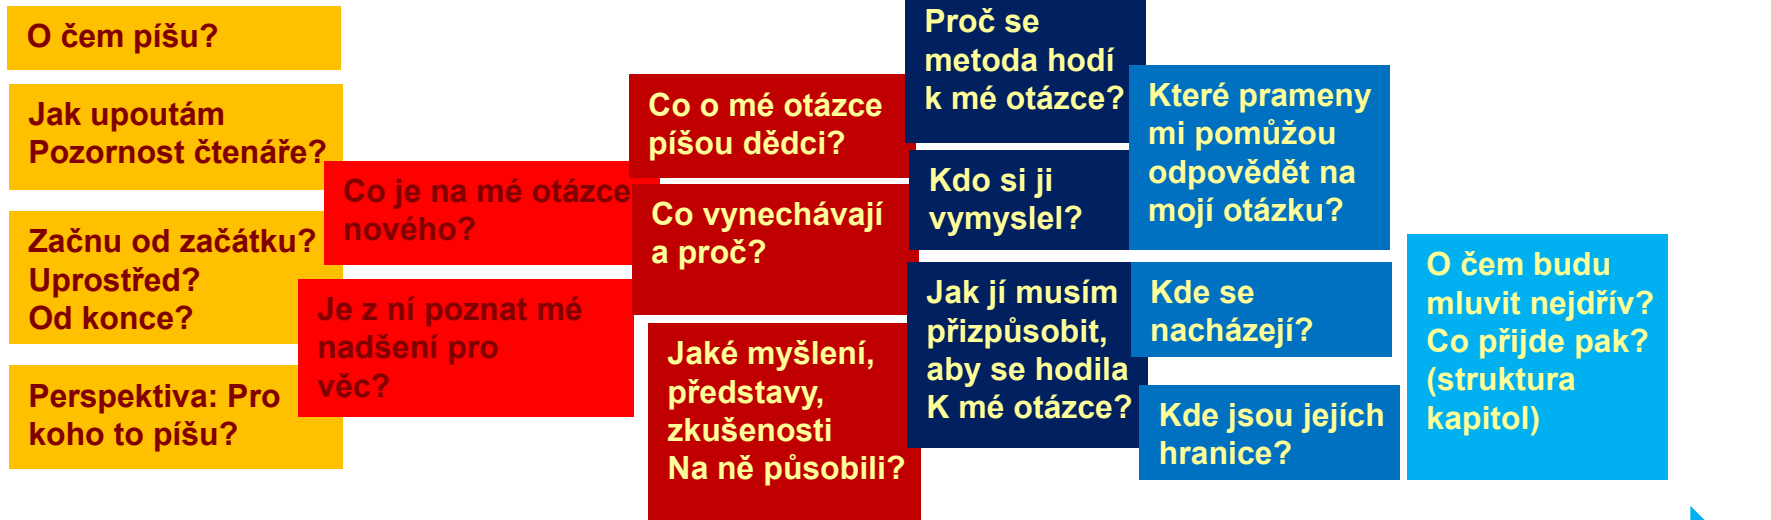 O čem píšu?
Jak upoutám
Pozornost čtenáře?
Začnu od začátku?
Uprostřed?
Od konce?
Perspektiva: Pro
koho to píšu?
Co je na mé otázce
nového?
Je z ní poznat mé
nadšení pro
věc?
Co o mé otázce
píšou dědci?
Co vynechávají
a proč?
Jaké myšlení,
představy,
zkušenosti
Na ně působili?
Proč se
metoda hodí
k mé otázce?
Kdo si ji
vymyslel?
Jak jí musím
přizpůsobit,
aby se hodila
K mé otázce?
Které prameny
mi pomůžou
odpovědět na
mojí otázku?
Kde se
nacházejí?
Kde jsou jejích
hranice?
O čem budu
mluvit nejdřív?
Co přijde pak?
(struktura
kapitol)